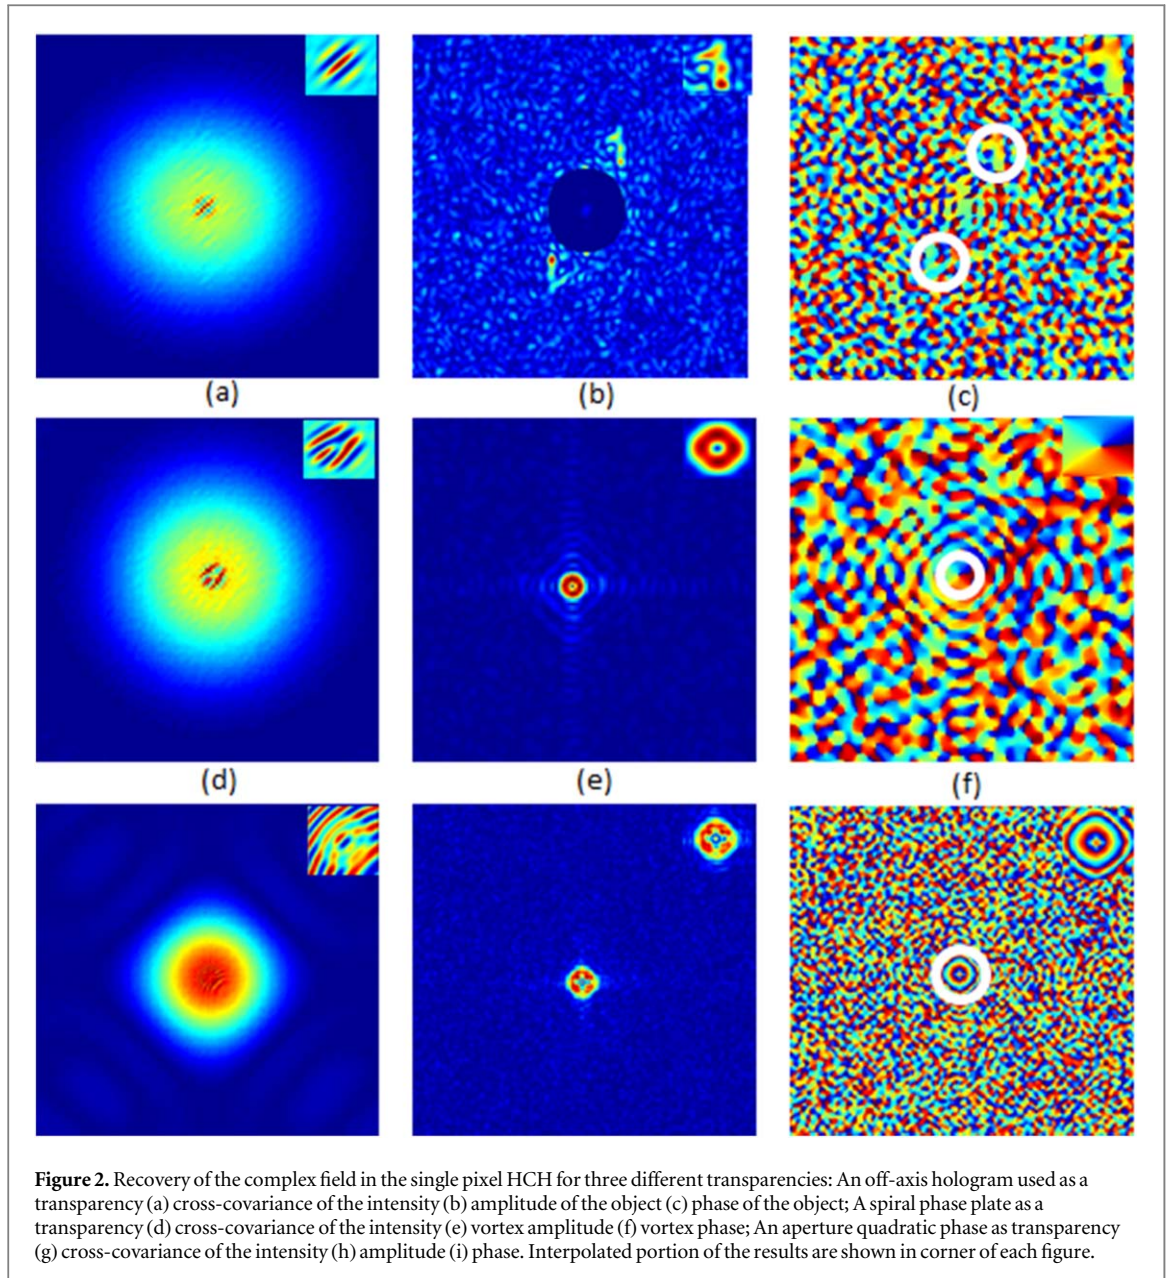 (a) (b) (c)
(d) (e) (f)
Figure 2. Recovery of the complex field in the single pixel HCH for three different transparencies: An off-axis hologram used as a
transparency (a) cross-covariance of the intensity (b) amplitude of the object (c) phase of the object; A spiral phase plate as a
transparency (d) cross-covariance of the intensity (e) vortex amplitude (f) vortex phase; An aperture quadratic phase as transparency
(g) cross-covariance of the intensity (h) amplitude (i) phase. Interpolated portion of the results are shown in corner of each figure.